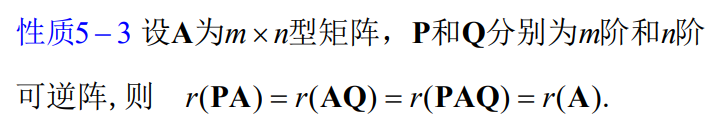 性质5－3 设A为m×n型矩阵，P和Q分别为m阶和n阶
可逆阵, 则 r(PA) = r(AQ) = r(PAQ) = r(A).